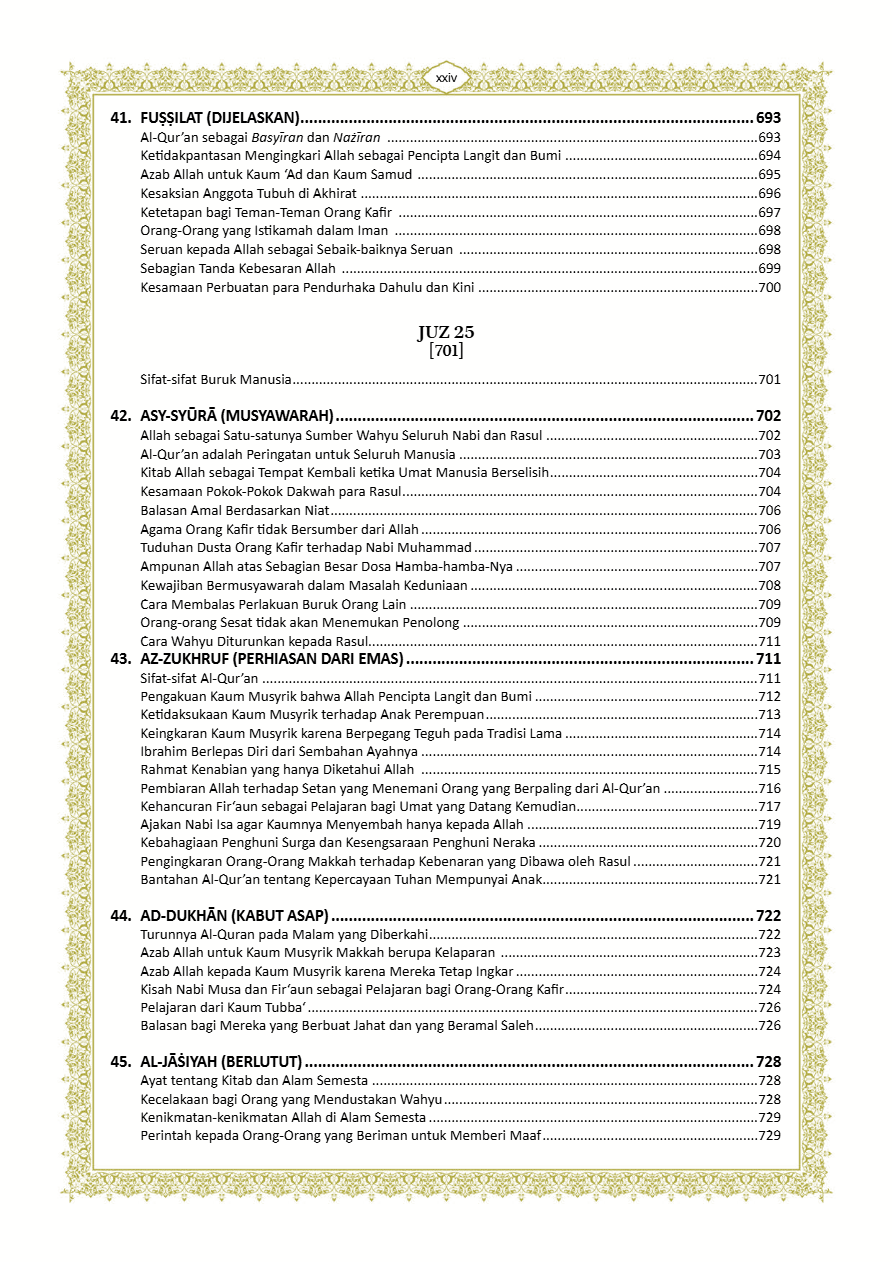 xxiv
41. FUṢṢILAT (DIJELASKAN)....................693
Al-Qur’an sebagai Basyīran dan Nażīran ....................693
Ketidakpantasan Mengingkari Allah sebagai Pencipta Langit dan Bumi ....................694
Azab Allah untuk Kaum ‘Ad dan Kaum Samud ....................695
Kesaksian Anggota Tubuh di Akhirat ....................696
Ketetapan bagi Teman-Teman Orang Kafir ....................697
Orang-Orang yang Istikamah dalam Iman ....................698
Seruan kepada Allah sebagai Sebaik-baiknya Seruan ....................698
Sebagian Tanda Kebesaran Allah ....................699
Kesamaan Perbuatan para Pendurhaka Dahulu dan Kini ....................700
JUZ 25
[701]
Sifat-sifat Buruk Manusia....................701
42. ASY-SYŪRĀ (MUSYAWARAH)....................702
Allah sebagai Satu-satunya Sumber Wahyu Seluruh Nabi dan Rasul ....................702
Al-Qur’an adalah Peringatan untuk Seluruh Manusia ....................703
Kitab Allah sebagai Tempat Kembali ketika Umat Manusia Berselisih....................704
Kesamaan Pokok-Pokok Dakwah para Rasul....................704
Balasan Amal Berdasarkan Niat....................706
Agama Orang Kafir tidak Bersumber dari Allah....................706
Tuduhan Dusta Orang Kafir terhadap Nabi Muhammad....................707
Ampunan Allah atas Sebagian Besar Dosa Hamba-hamba-Nya ....................707
Kewajiban Bermusyawarah dalam Masalah Keduniaan ....................708
Cara Membalas Perlakuan Buruk Orang Lain ....................709
Orang-orang Sesat tidak akan Menemukan Penolong ....................709
Cara Wahyu Diturunkan kepada Rasul....................711
43. AZ-ZUKHRUF (PERHIASAN DARI EMAS)....................711
Sifat-sifat Al-Qur’an ....................711
Pengakuan Kaum Musyrik bahwa Allah Pencipta Langit dan Bumi ....................712
Ketidaksukaan Kaum Musyrik terhadap Anak Perempuan....................713
Keingkaran Kaum Musyrik karena Berpegang Teguh pada Tradisi Lama ....................714
Ibrahim Berlepas Diri dari Sembahan Ayahnya ....................714
Rahmat Kenabian yang hanya Diketahui Allah ....................715
Pembiaran Allah terhadap Setan yang Menemani Orang yang Berpaling dari Al-Qur’an ....................716
Kehancuran Fir‘aun sebagai Pelajaran bagi Umat yang Datang Kemudian....................717
Ajakan Nabi Isa agar Kaumnya Menyembah hanya kepada Allah ....................719
Kebahagiaan Penghuni Surga dan Kesengsaraan Penghuni Neraka ....................720
Pengingkaran Orang-Orang Makkah terhadap Kebenaran yang Dibawa oleh Rasul ....................721
Bantahan Al-Qur’an tentang Kepercayaan Tuhan Mempunyai Anak....................721
44. AD-DUKHĀN (KABUT ASAP)....................722
Turunnya Al-Quran pada Malam yang Diberkahi....................722
Azab Allah untuk Kaum Musyrik Makkah berupa Kelaparan ....................723
Azab Allah kepada Kaum Musyrik karena Mereka Tetap Ingkar....................724
Kisah Nabi Musa dan Fir‘aun sebagai Pelajaran bagi Orang-Orang Kafir....................724
Pelajaran dari Kaum Tubba‘....................726
Balasan bagi Mereka yang Berbuat Jahat dan yang Beramal Saleh....................726
45. AL-JĀŚIYAH (BERLUTUT)....................728
Ayat tentang Kitab dan Alam Semesta ....................728
Kecelakaan bagi Orang yang Mendustakan Wahyu....................728
Kenikmatan-kenikmatan Allah di Alam Semesta ....................729
Perintah kepada Orang-Orang yang Beriman untuk Memberi Maaf....................729